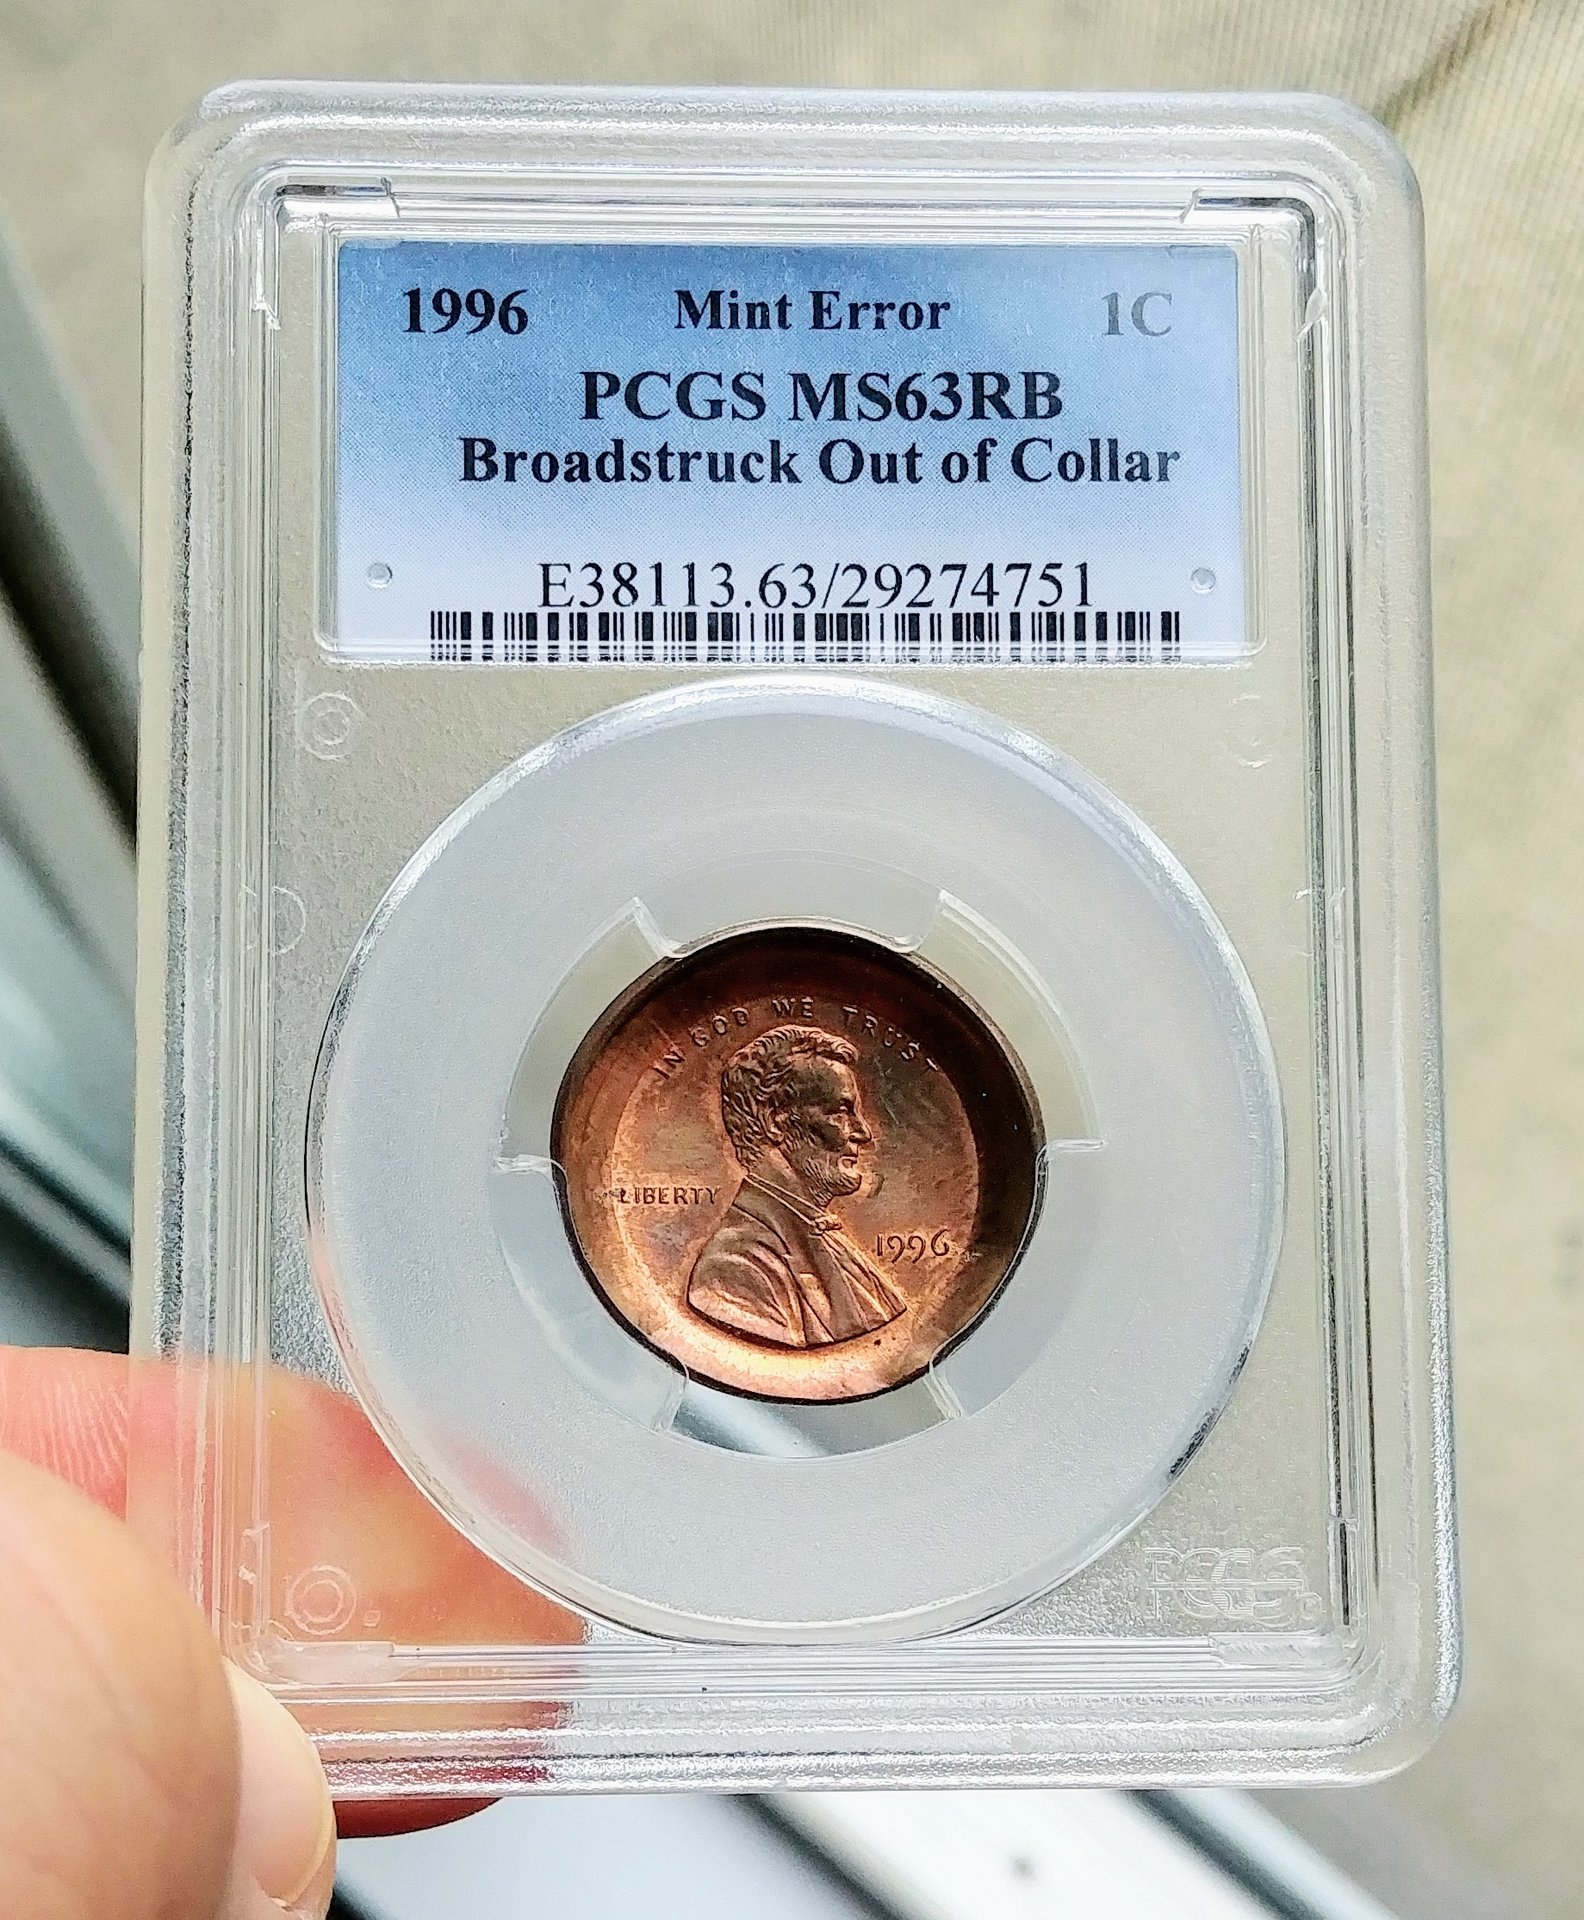 1996 Mint Error 1C
PCGS MS63RB
Broadstruck Out of Collar
E38113.63/29274751
IN GOD WE TRUST
LIBERTY
1996
PCGS